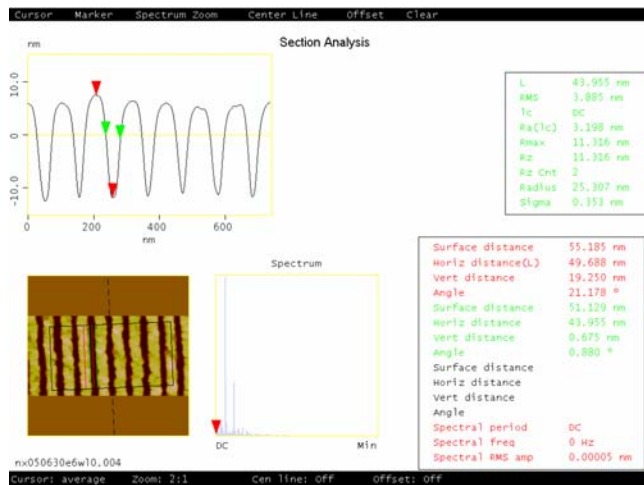 Cursor Marker Spectrum Zoom Center Line Offset Clear
Section Analysis
nm
10.0
0
-10.0
0 200 400 600
nm
L 43.955 nm
RMS 3.885 nm
lc DC
Ra(lc) 3.198 nm
Rmax 11.316 nm
Rz 11.316 nm
Rz Cnt 2
Radius 25.307 nm
Sigma 0.353 nm
Spectrum
DC Min
Surface distance 55.185 nm
Horiz distance(L) 49.688 nm
Vert distance 19.250 nm
Angle 21.178 °
Surface distance 51.129 nm
Horiz distance 43.955 nm
Vert distance 0.675 nm
Angle 0.880 °
Surface distance
Horiz distance
Vert distance
Angle
Spectral period DC
Spectral freq 0 Hz
Spectral RMS amp 0.00005 nm
nx050630e6wl0.004
Cursor: average Zoom: 2:1 Cen line: Off Offset: Off